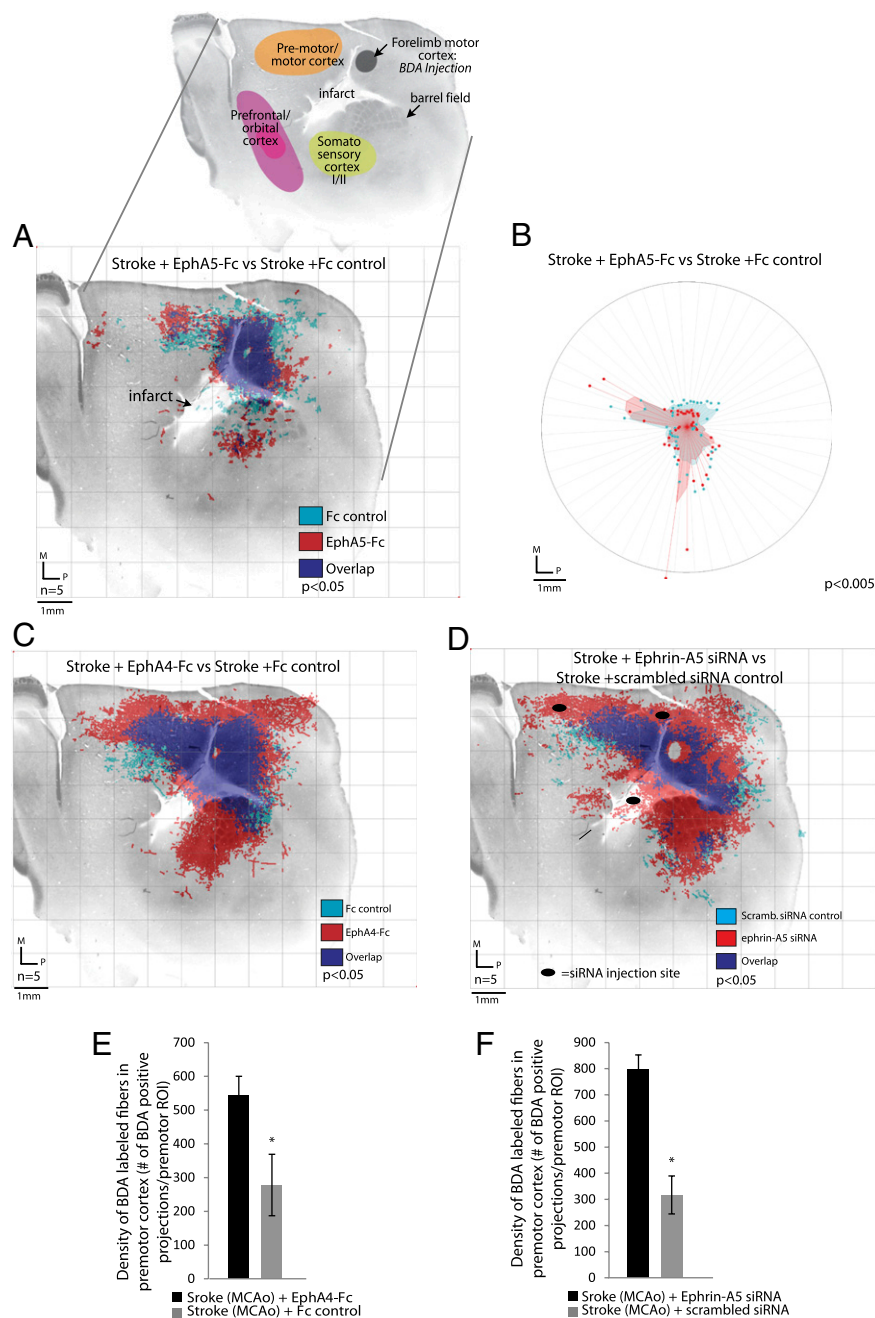 Pre-motor/
motor cortex
Forelimb motor
cortex:
BDA Injection
infarct
barrel field
Prefrontal/
orbital
cortex
Somato
sensory
cortex
I/II
A
Stroke + EphA5-Fc vs Stroke +Fc control
infarct
Fc control
EphA5-Fc
Overlap
p<0.05
M
P
n=5
1mm
B
Stroke + EphA5-Fc vs Stroke +Fc control
M
P
1mm
p<0.005
C
Stroke + EphA4-Fc vs Stroke +Fc control
Fc control
EphA4-Fc
Overlap
p<0.05
M
P
n=5
1mm
D
Stroke + Ephrin-A5 siRNA vs
Stroke +scrambled siRNA control
Scramb. siRNA control
ephrin-A5 siRNA
Overlap
p<0.05
=siRNA injection site
M
P
n=5
1mm
E
Density of BDA labeled fibers in
premotor cortex (# of BDA positive
projections/premotor ROI)
700
600
500
400
300
200
100
0
*
Sroke (MCAo) + EphA4-Fc
Stroke (MCAo) + Fc control
F
Density of BDA labeled fibers in
premotor cortex (# of BDA positive
projections/premotor ROI)
900
800
700
600
500
400
300
200
100
0
*
Sroke (MCAo) + Ephrin-A5 siRNA
Stroke (MCAo) + scrambled siRNA